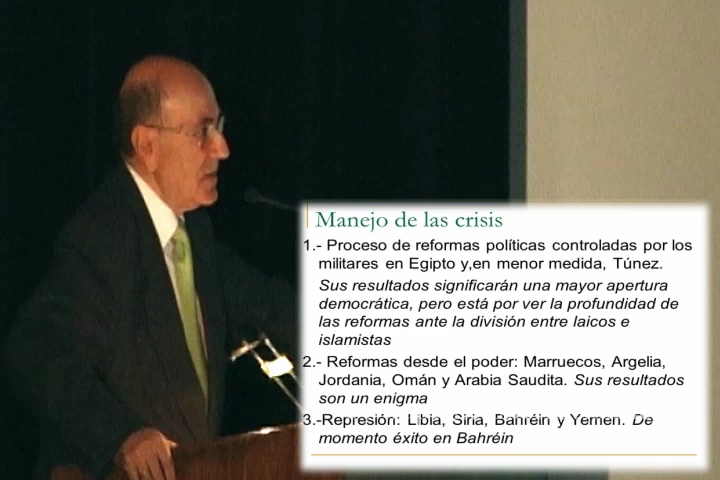 Manejo de las crisis
1.- Proceso de reformas políticas controladas por los
militares en Egipto y,en menor medida, Túnez.
Sus resultados significarán una mayor apertura
democrática, pero está por ver la profundidad de
las reformas ante la división entre laicos e
islamistas
2.- Reformas desde el poder: Marruecos, Argelia,
Jordania, Omán y Arabia Saudita. Sus resultados
son un enigma
3.-Represión: Libia, Siria, Bahréin y Yemen. De
momento éxito en Bahréin